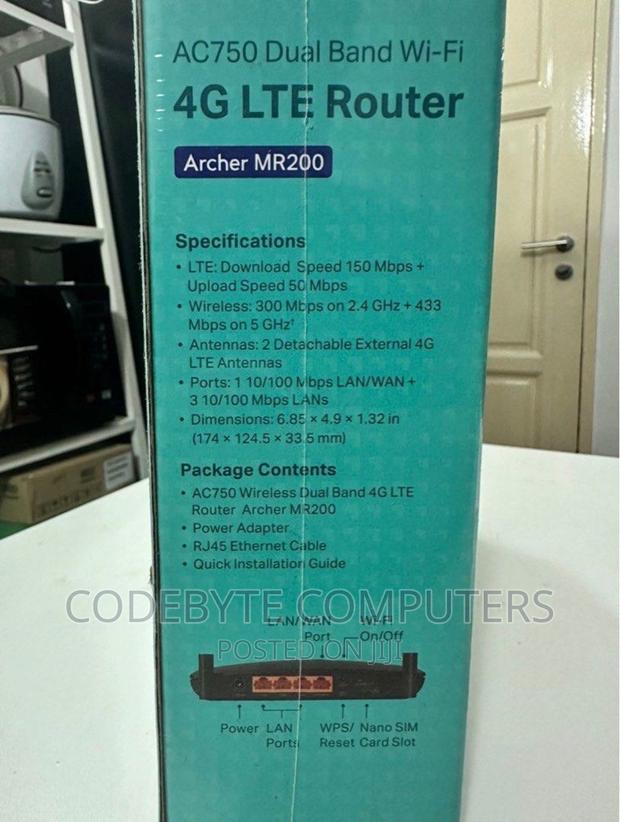 AC750 Dual Band Wi-Fi
4G LTE Router
Archer MR200
Specifications
• LTE: Download Speed 150 Mbps +
Upload Speed 50 Mbps
• Wireless: 300 Mbps on 2.4 GHz + 433
Mbps on 5 GHz†
• Antennas: 2 Detachable External 4G
LTE Antennas
• Ports: 1 10/100 Mbps LAN/WAN +
3 10/100 Mbps LANs
• Dimensions: 6.85 × 4.9 × 1.32 in
(174 × 124.5 × 33.5 mm)
Package Contents
• AC750 Wireless Dual Band 4G LTE
Router Archer MR200
• Power Adapter
• RJ45 Ethernet Cable
• Quick Installation Guide
CODEBYTE COMPUTERS
LAN/WAN Wi-Fi
Port On/Off
POSTED ON JIJI
Power LAN WPS/ Nano SIM
Ports Reset Card Slot